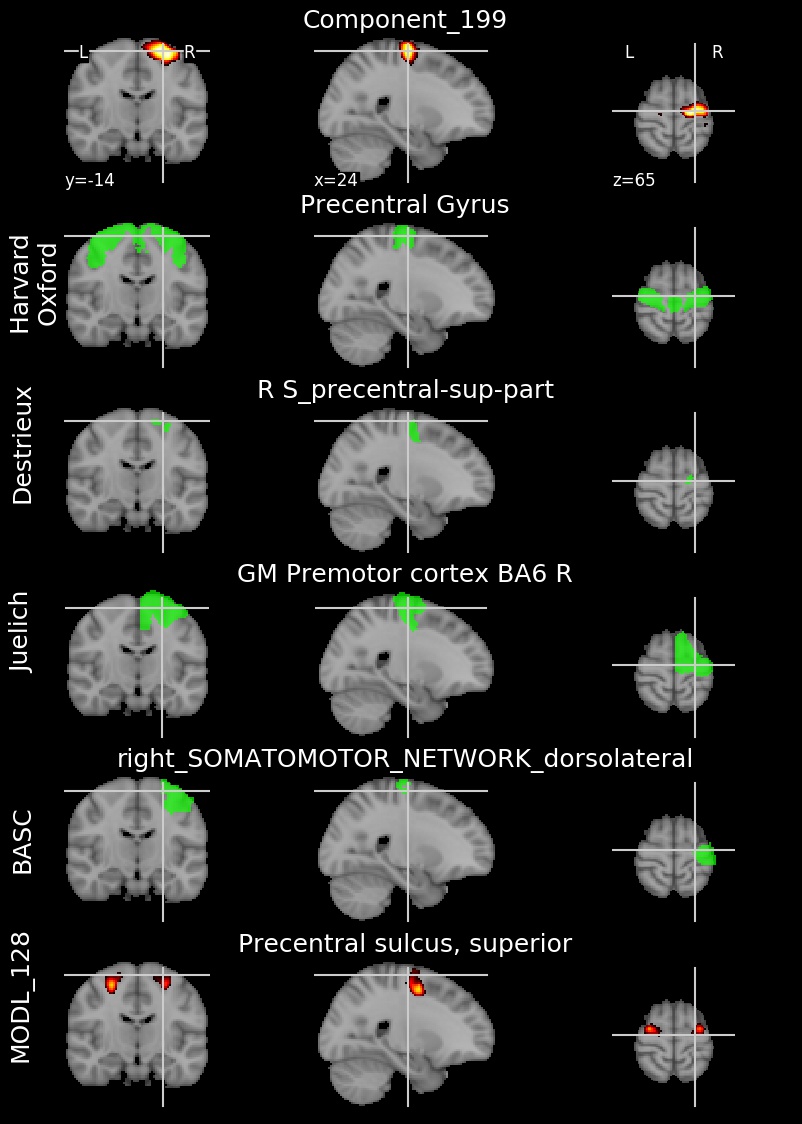 Component_199
L R
L R
y=-14
x=24
z=65
Precentral Gyrus
Harvard
Oxford
R S_precentral-sup-part
Destrieux
GM Premotor cortex BA6 R
Juelich
right_SOMATOMOTOR_NETWORK_dorsolateral
BASC
Precentral sulcus, superior
MODL_128